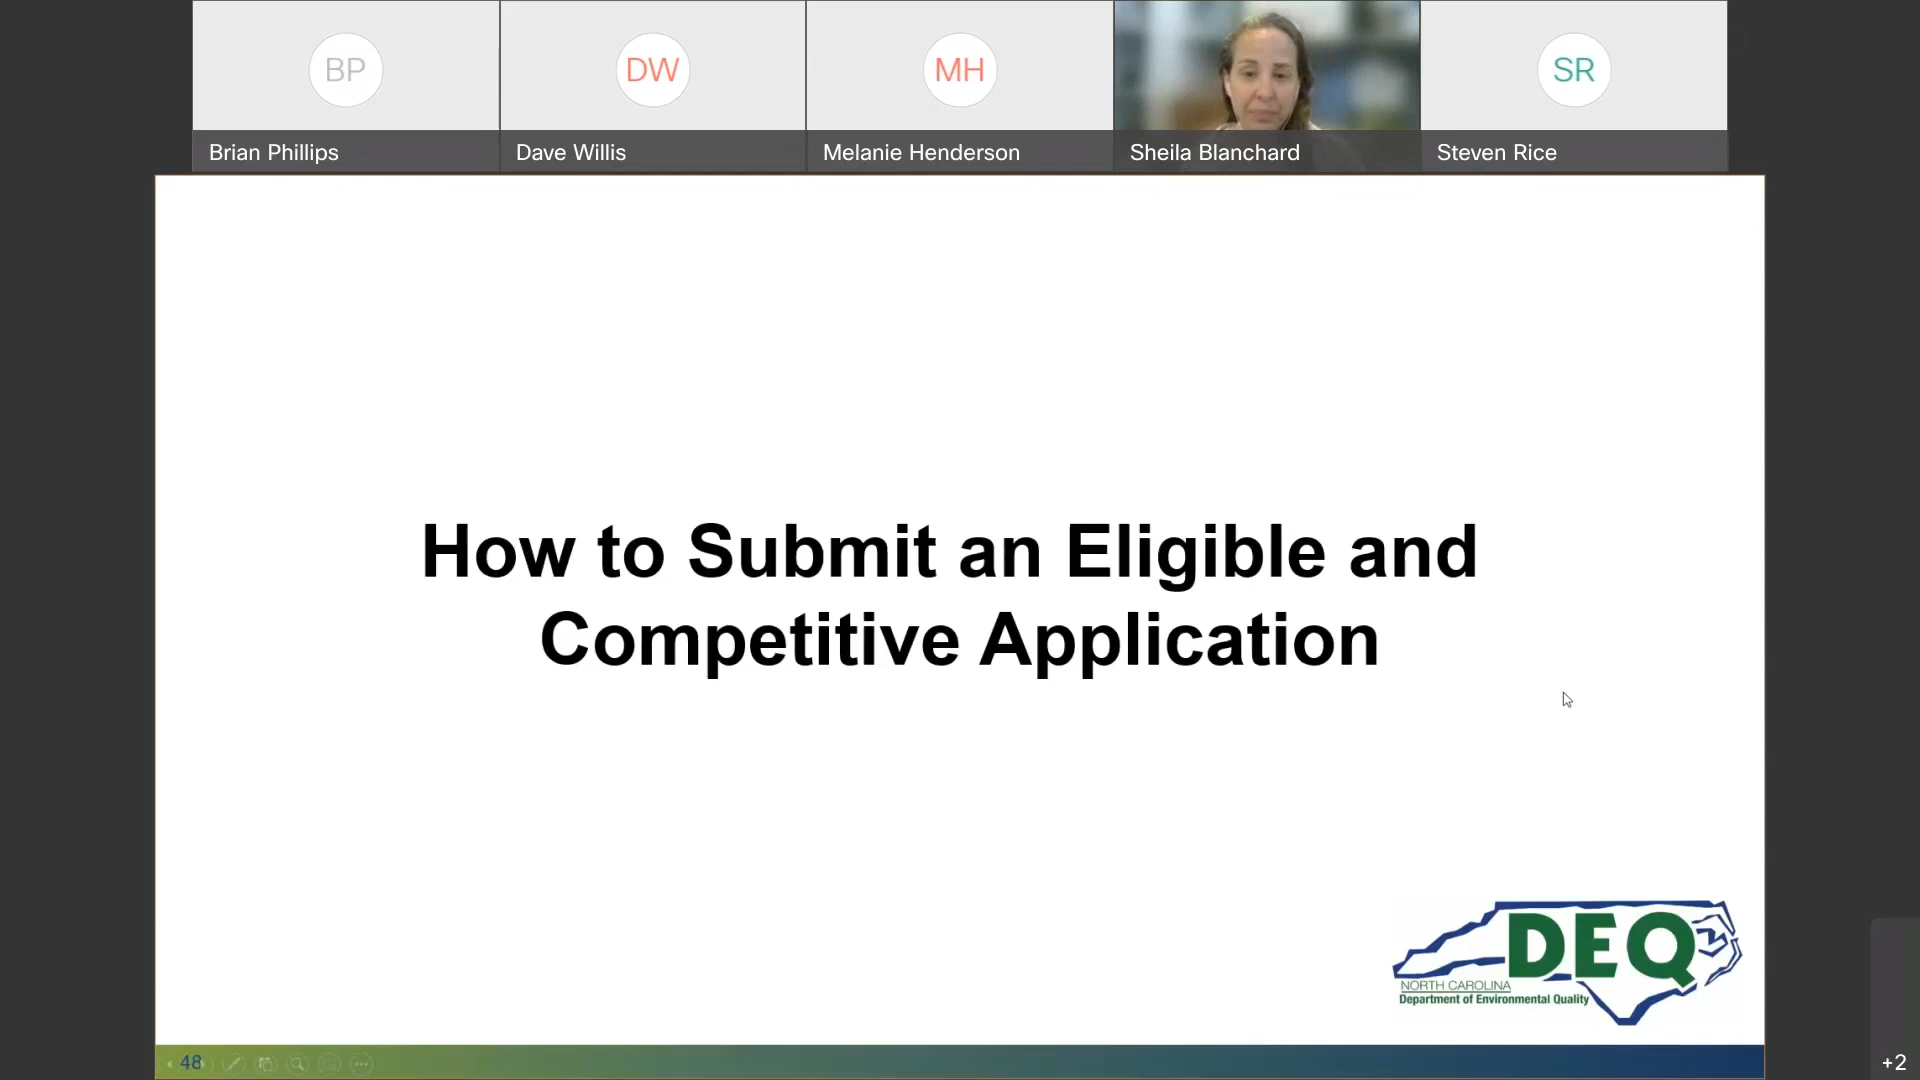 BP
DW
MH
SR
Brian Phillips
Dave Willis
Melanie Henderson
Sheila Blanchard
Steven Rice
How to Submit an Eligible and
Competitive Application
DEQ
NORTH CAROLINA
Department of Environmental Quality
48
+2